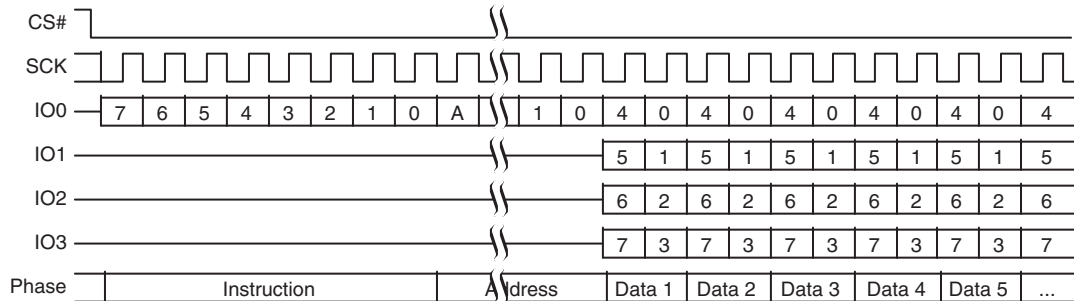 CS#
SCK
IO0 7 6 5 4 3 2 1 0 A 1 0 4 0 4 0 4 0 4 0 4 0 4
IO1 5 1 5 1 5 1 5 1 5 1 5
IO2 6 2 6 2 6 2 6 2 6 2 6
IO3 7 3 7 3 7 3 7 3 7 3 7
Phase Instruction Address Data 1 Data 2 Data 3 Data 4 Data 5 ...